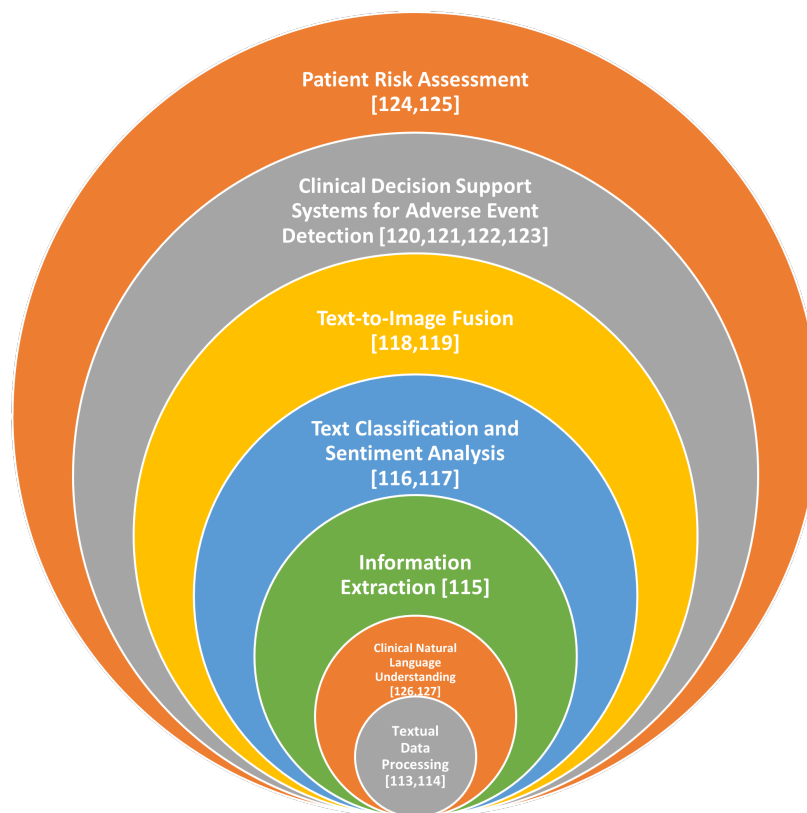 Patient Risk Assessment
[124,125]
Clinical Decision Support
Systems for Adverse Event
Detection [120,121,122,123]
Text-to-Image Fusion
[118,119]
Text Classification and
Sentiment Analysis
[116,117]
Information
Extraction [115]
Clinical Natural
Language
Understanding
[126,127]
Textual
Data
Processing
[113,114]